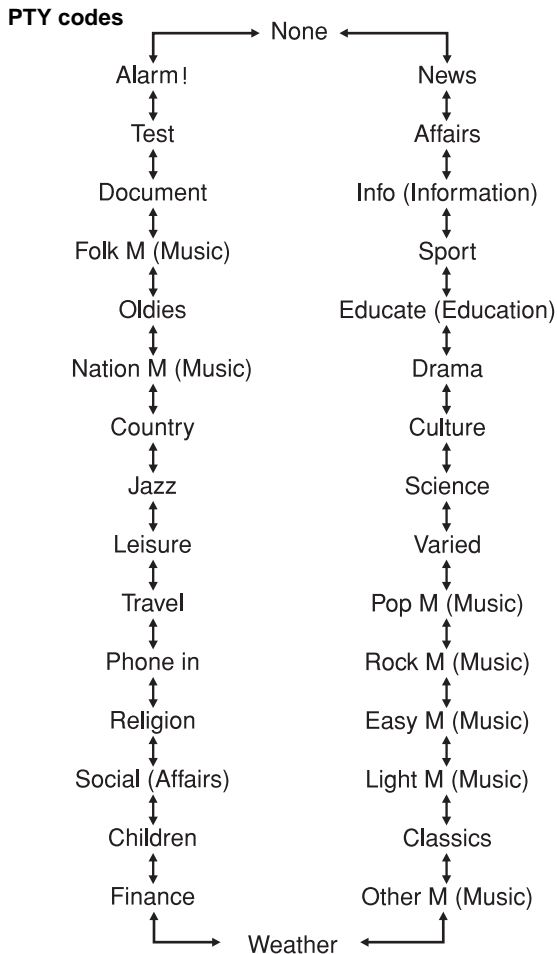 PTY codes
None
Alarm!
News
Test
Affairs
Document
Info (Information)
Folk M (Music)
Sport
Oldies
Educate (Education)
Nation M (Music)
Drama
Country
Culture
Jazz
Science
Leisure
Varied
Travel
Pop M (Music)
Phone in
Rock M (Music)
Religion
Easy M (Music)
Social (Affairs)
Light M (Music)
Children
Classics
Finance
Other M (Music)
Weather